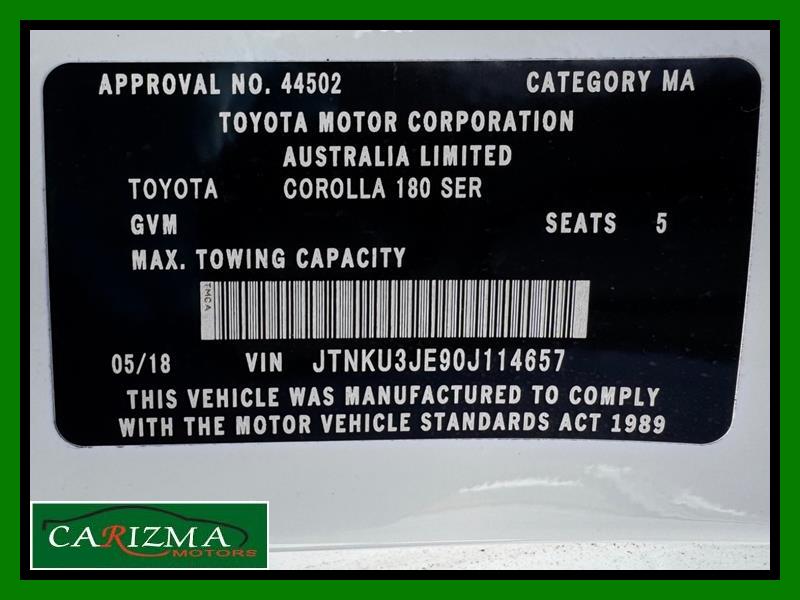 APPROVAL NO. 44502 CATEGORY MA
TOYOTA MOTOR CORPORATION
AUSTRALIA LIMITED
TOYOTA COROLLA 180 SER
GVM SEATS 5
MAX. TOWING CAPACITY
TMCA
05/18 VIN JTNKU3JE90J114657
THIS VEHICLE WAS MANUFACTURED TO COMPLY
WITH THE MOTOR VEHICLE STANDARDS ACT 1989
CARIZMA
MOTORS